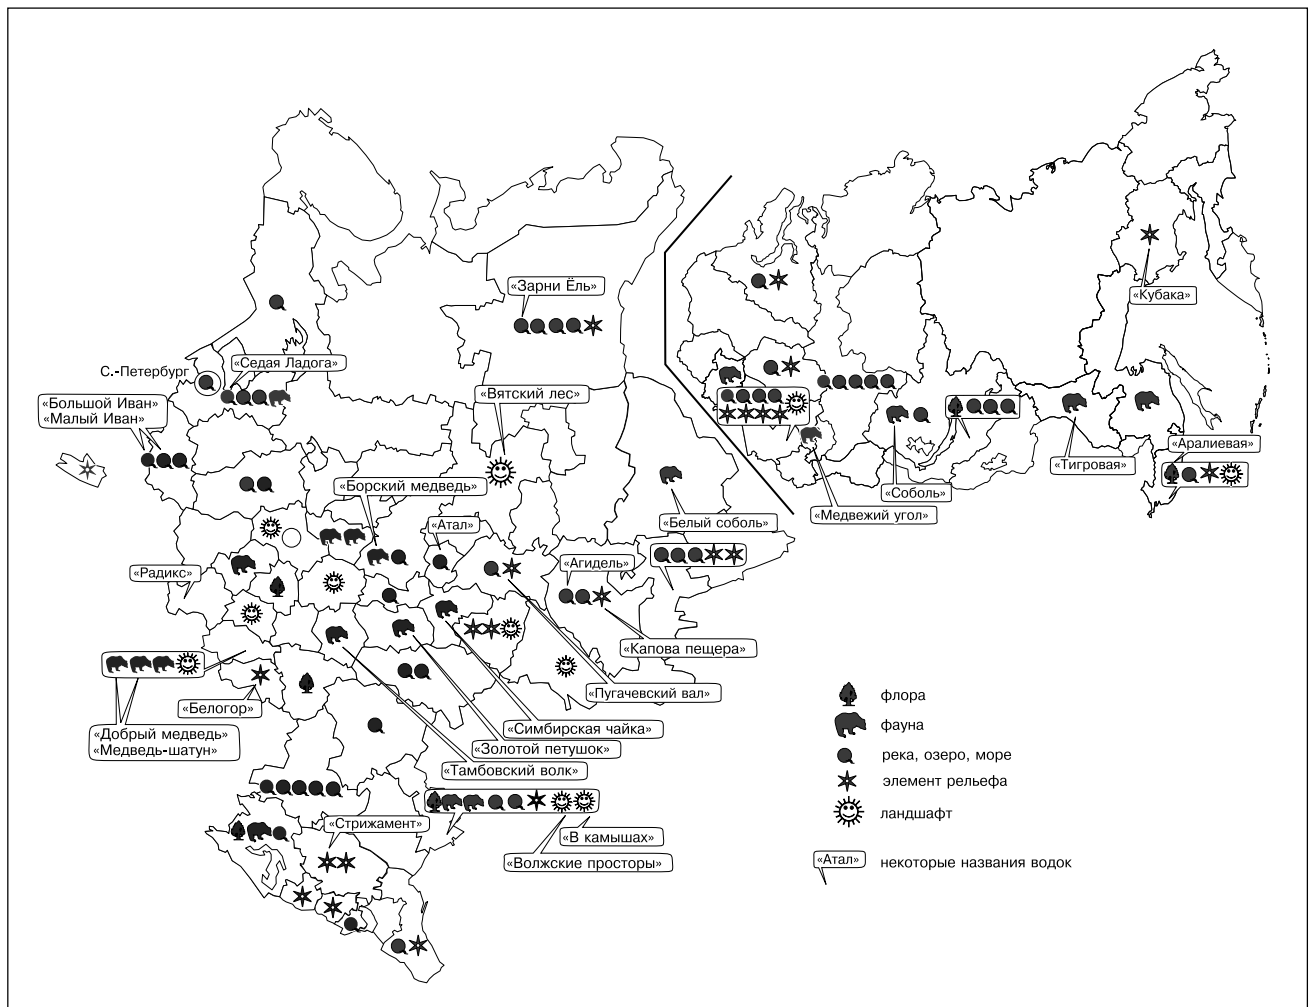 «Зарни Ёль»
«Кубака»
С.-Петербург
«Седая Ладога»
«Большой Иван»
«Малый Иван»
«Вятский лес»
«Аралиевая»
«Тигровая»
«Борский медведь»
«Соболь»
«Медвежий угол»
«Белый соболь»
«Атал»
«Радикс»
«Агидель»
«Капова пещера»
«Пугачевский вал»
«Белогор»
«Симбирская чайка»
«Добрый медведь»
«Медведь-шатун»
«Золотой петушок»
«Тамбовский волк»
«Стрижамент»
«В камышах»
«Волжские просторы»
флора
фауна
река, озеро, море
элемент рельефа
ландшафт
«Атал» некоторые названия водок